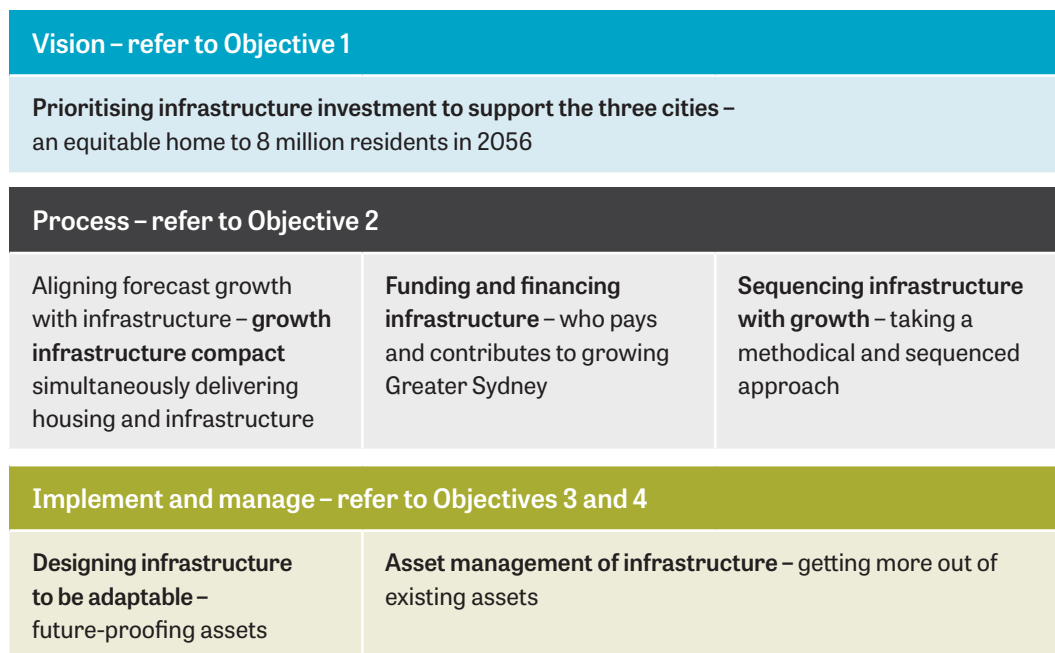 Vision – refer to Objective 1
Prioritising infrastructure investment to support the three cities –
an equitable home to 8 million residents in 2056
Process – refer to Objective 2
Aligning forecast growth
with infrastructure – growth
infrastructure compact
simultaneously delivering
housing and infrastructure
Funding and financing
infrastructure – who pays
and contributes to growing
Greater Sydney
Sequencing infrastructure
with growth – taking a
methodical and sequenced
approach
Implement and manage – refer to Objectives 3 and 4
Designing infrastructure
to be adaptable –
future-proofing assets
Asset management of infrastructure – getting more out of
existing assets